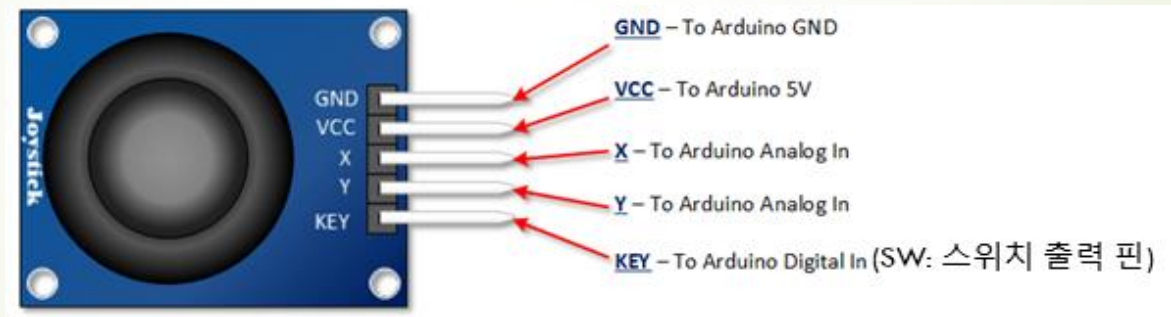 Joystick
GND
VCC
X
Y
KEY
GND – To Arduino GND
VCC – To Arduino 5V
X – To Arduino Analog In
Y – To Arduino Analog In
KEY – To Arduino Digital In (SW: 스위치 출력 핀)